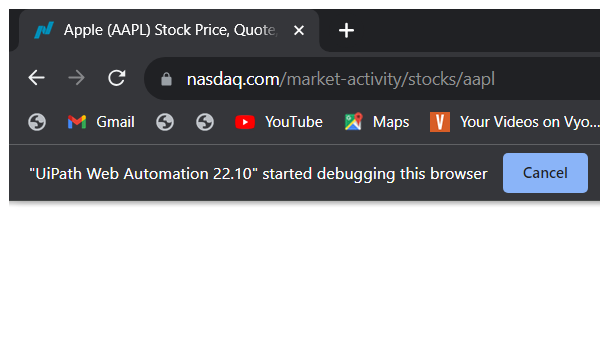 Apple (AAPL) Stock Price, Quote,
nasdaq.com/market-activity/stocks/aapl
Gmail YouTube Maps V Your Videos on Vyo...
"UiPath Web Automation 22.10" started debugging this browser Cancel